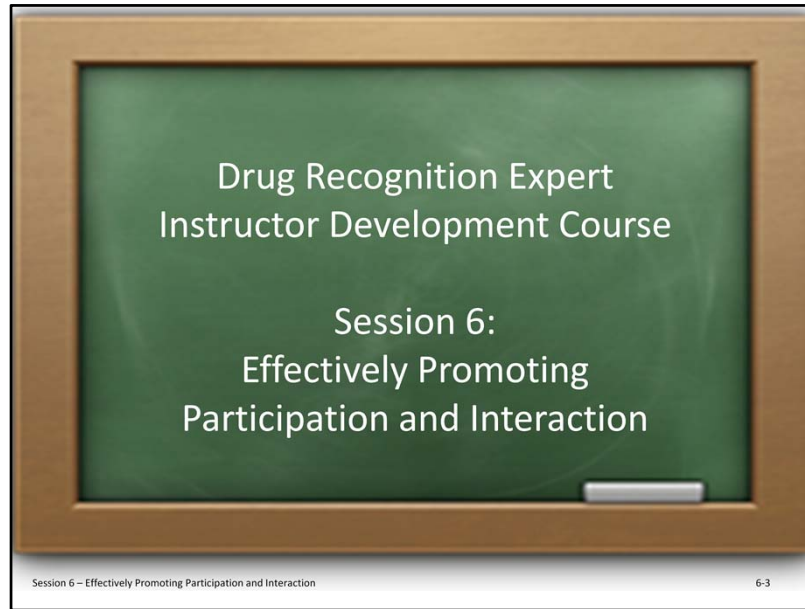 Drug Recognition Expert
Instructor Development Course
Session 6:
Effectively Promoting
Participation and Interaction
Session 6 – Effectively Promoting Participation and Interaction
6-3